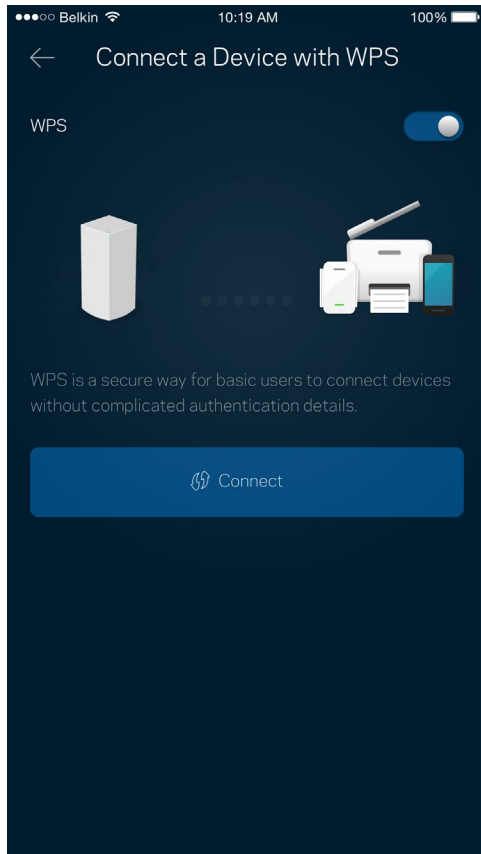 Belkin 10:19 AM 100%
Connect a Device with WPS
WPS
WPS is a secure way for basic users to connect devices
without complicated authentication details.
Connect